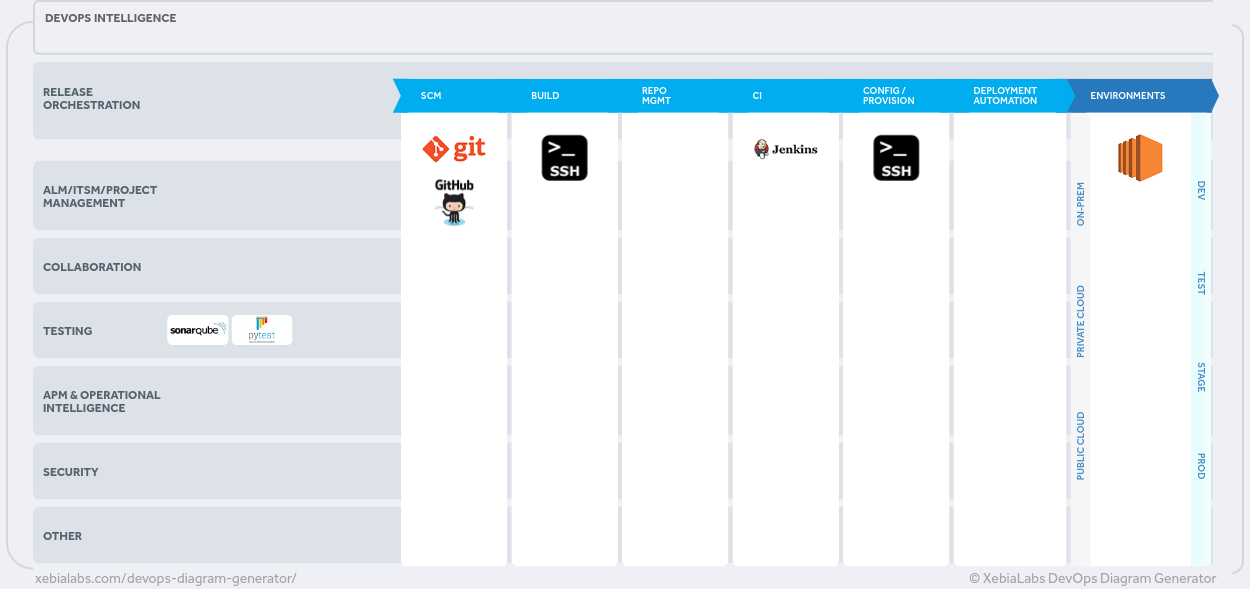 DEVOPS INTELLIGENCE
RELEASE
ORCHESTRATION
SCM
BUILD
REPO
MGMT
CI
CONFIG /
PROVISION
DEPLOYMENT
AUTOMATION
ENVIRONMENTS
git
GitHub
>_
SSH
Jenkins
>_
SSH
ALM/ITSM/PROJECT
MANAGEMENT
COLLABORATION
TESTING
sonarqube
pytest
APM & OPERATIONAL
INTELLIGENCE
SECURITY
OTHER
ON-PREM
PRIVATE CLOUD
PUBLIC CLOUD
DEV
TEST
STAGE
PROD
xebialabs.com/devops-diagram-generator/
© XebiaLabs DevOps Diagram Generator